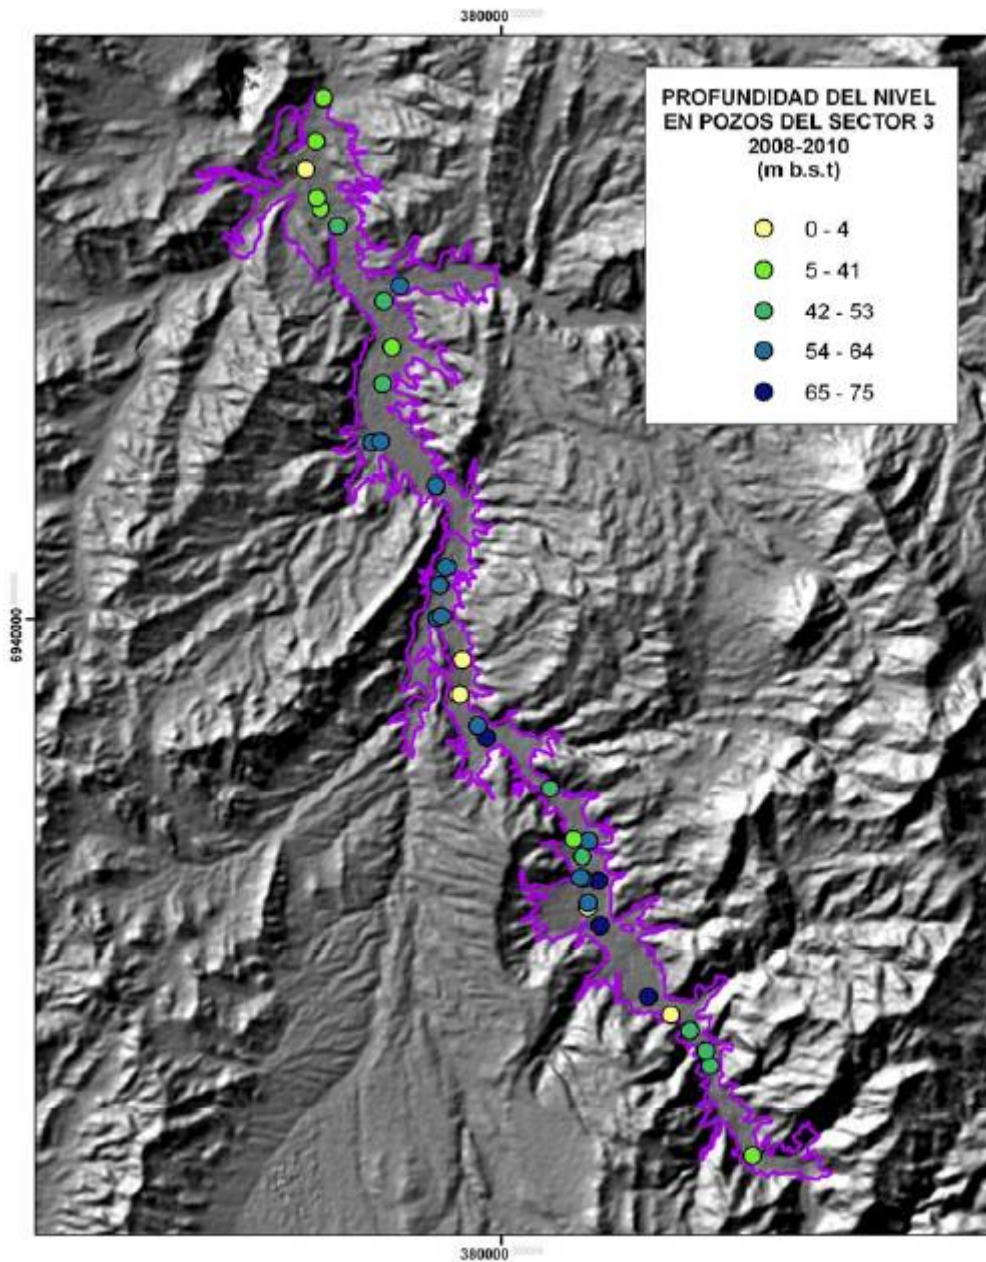 380000
PROFUNDIDAD DEL NIVEL
EN POZOS DEL SECTOR 3
2008-2010
(m b.s.t)
0 - 4
5 - 41
42 - 53
54 - 64
65 - 75
6940000
380000